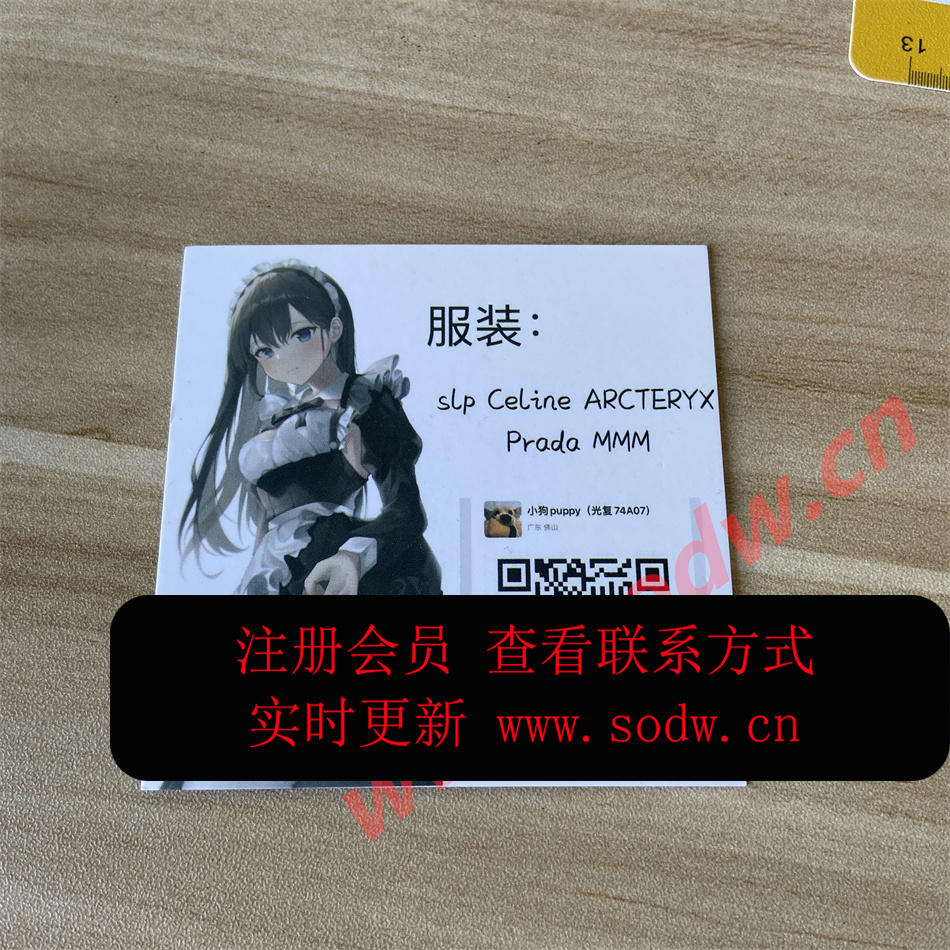 13
服装：
slp Celine ARCTERYX
Prada MMM
小狗puppy（光复74A07）
广东 佛山
注册会员 查看联系方式
实时更新 www.sodw.cn